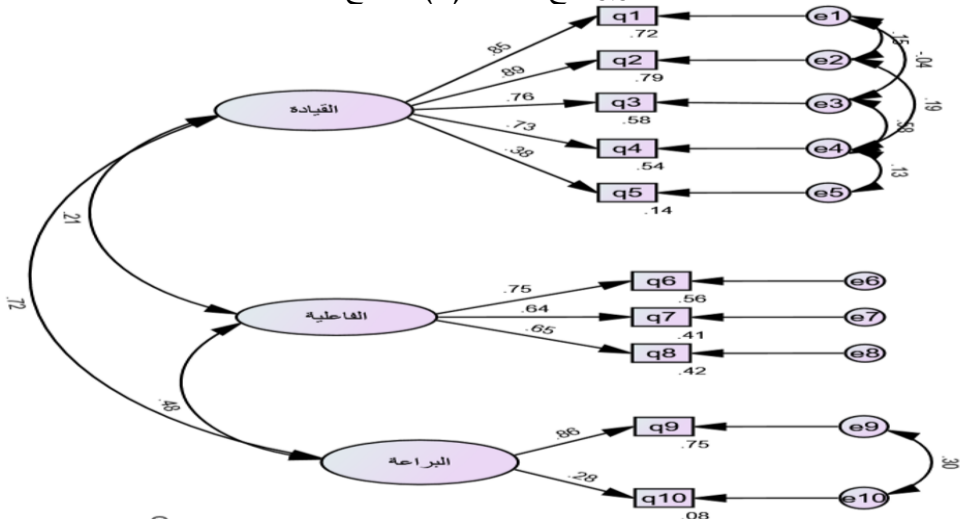 q1
e1
.72
.85
.15
-.04
q2
e2
.89
.79
القيادة
.76
q3
e3
.58
.19
.73
q4
e4
.54
.13
.38
q5
e5
.14
.21
.72
.75
q6
e6
.56
الفاعلية
.64
q7
e7
.41
.65
q8
e8
.42
.48
.86
q9
e9
.75
البراعة
.30
.28
q10
e10
.08